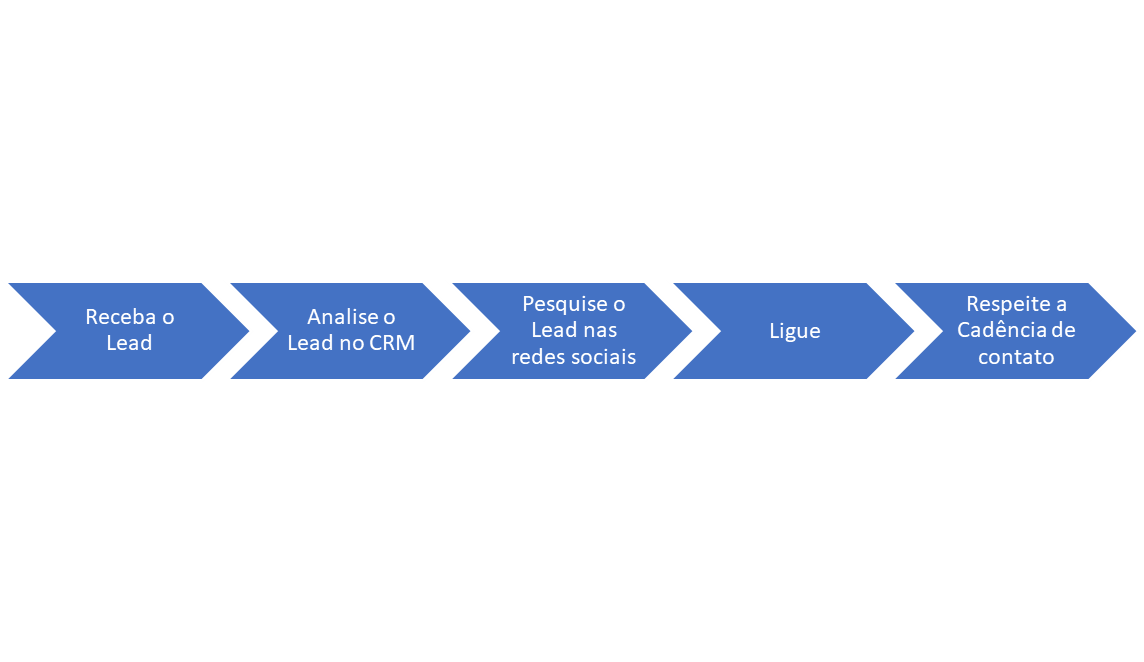 Receba o
Lead
Analise o
Lead no CRM
Pesquise o
Lead nas
redes sociais
Ligue
Respeite a
Cadência de
contato